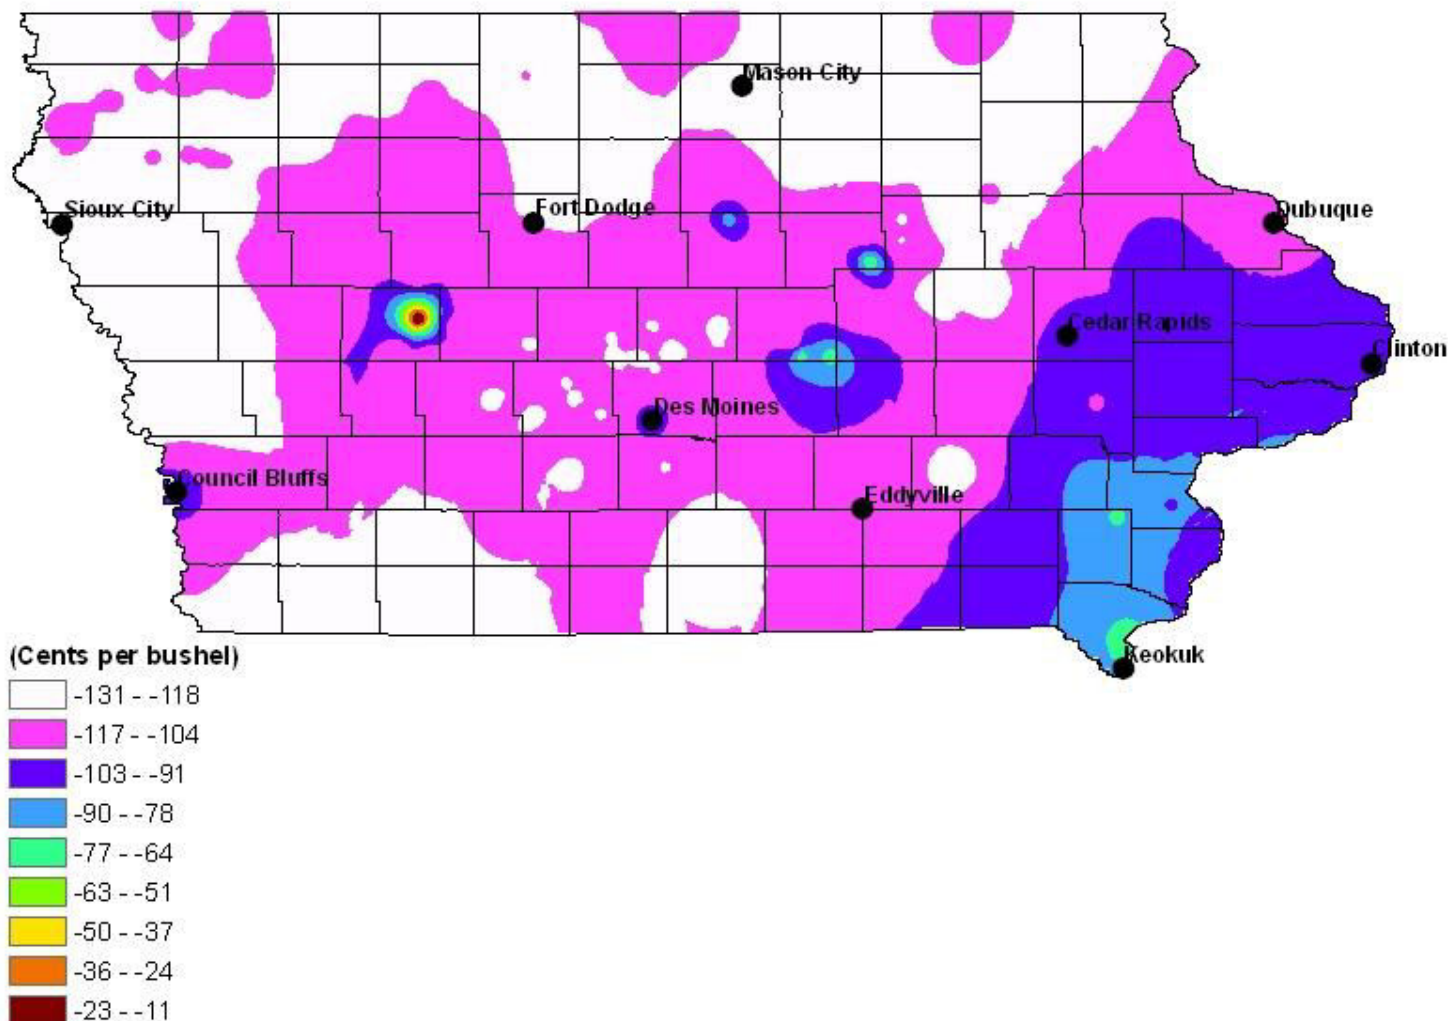 Mason City
Sioux City
Fort Dodge
Dubuque
Cedar Rapids
Clinton
Des Moines
Council Bluffs
Eddyville
Keokuk
(Cents per bushel)
-131 - -118
-117 - -104
-103 - -91
-90 - -78
-77 - -64
-63 - -51
-50 - -37
-36 - -24
-23 - -11